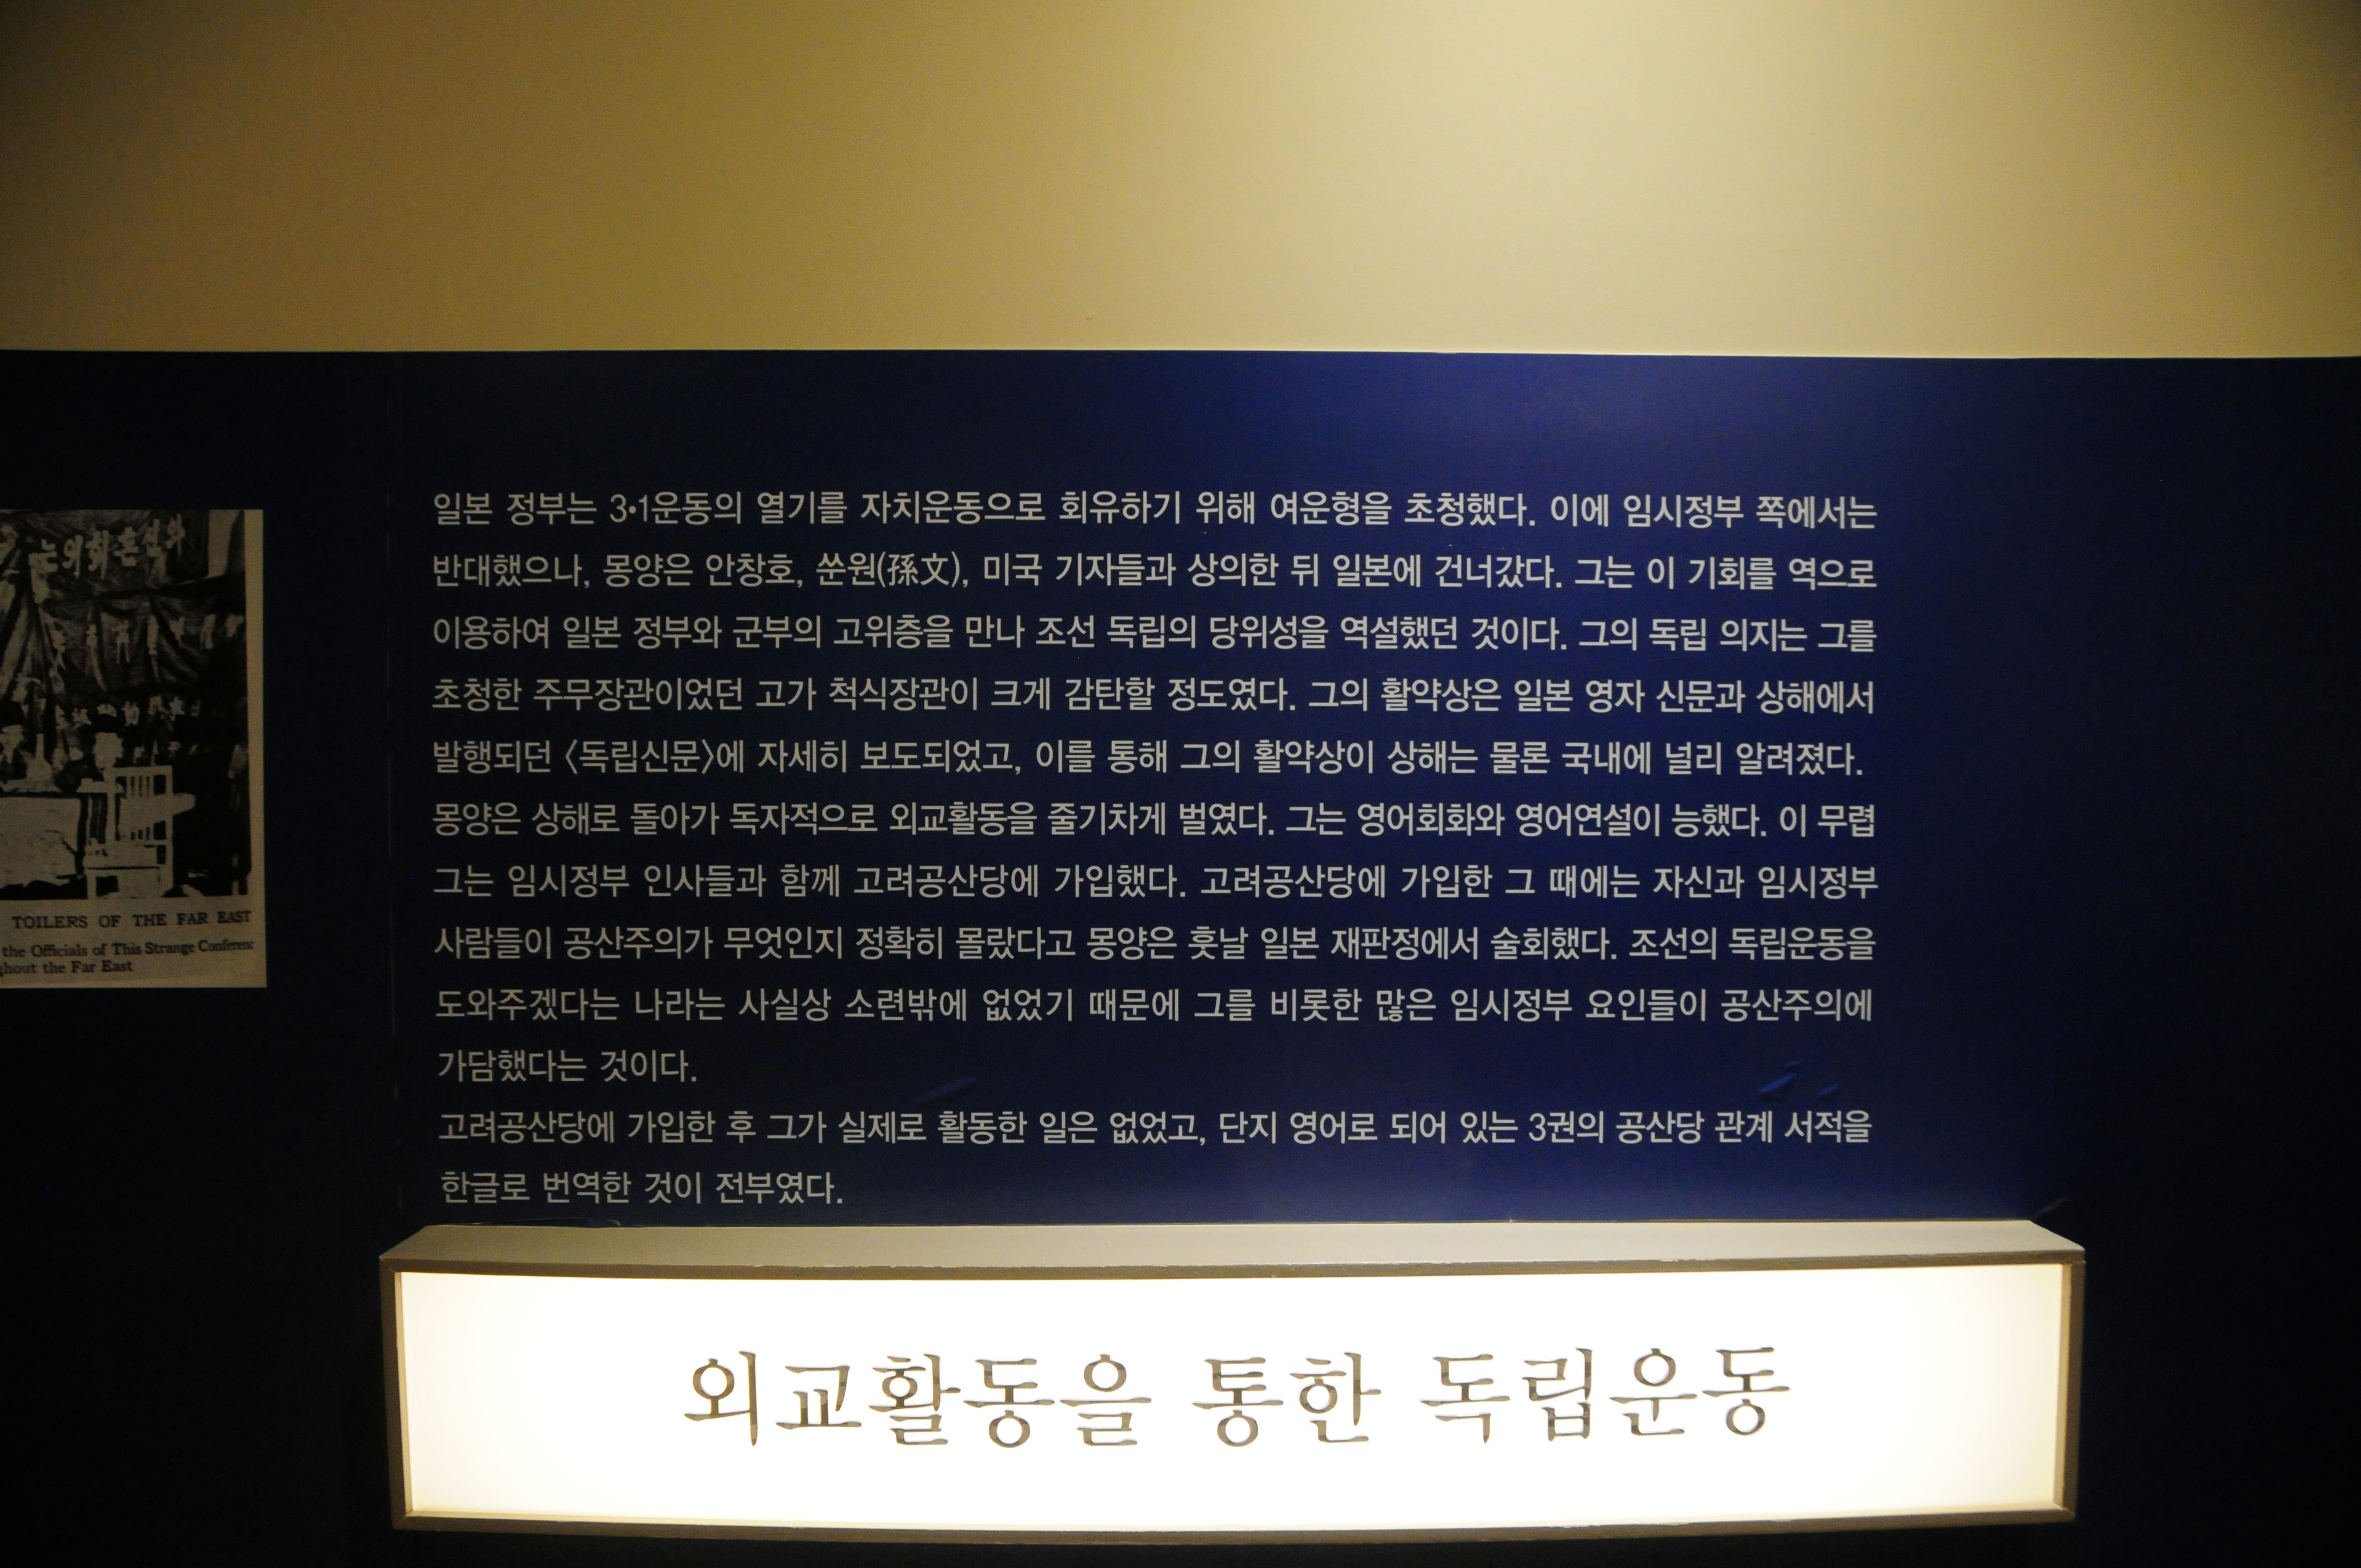 일본 정부는 3•1운동의 열기를 자치운동으로 회유하기 위해 여운형을 초청했다. 이에 임시정부 쪽에서는
반대했으나, 몽양은 안창호, 쑨원(孫文), 미국 기자들과 상의한 뒤 일본에 건너갔다. 그는 이 기회를 역으로
이용하여 일본 정부와 군부의 고위층을 만나 조선 독립의 당위성을 역설했던 것이다. 그의 독립 의지는 그를
초청한 주무장관이었던 고가 척식장관이 크게 감탄할 정도였다. 그의 활약상은 일본 영자 신문과 상해에서
발행되던 〈독립신문〉에 자세히 보도되었고, 이를 통해 그의 활약상이 상해는 물론 국내에 널리 알려졌다.
몽양은 상해로 돌아가 독자적으로 외교활동을 줄기차게 벌였다. 그는 영어회화와 영어연설이 능했다. 이 무렵
그는 임시정부 인사들과 함께 고려공산당에 가입했다. 고려공산당에 가입한 그 때에는 자신과 임시정부
사람들이 공산주의가 무엇인지 정확히 몰랐다고 몽양은 훗날 일본 재판정에서 술회했다. 조선의 독립운동을
도와주겠다는 나라는 사실상 소련밖에 없었기 때문에 그를 비롯한 많은 임시정부 요인들이 공산주의에
가담했다는 것이다.
고려공산당에 가입한 후 그가 실제로 활동한 일은 없었고, 단지 영어로 되어 있는 3권의 공산당 관계 서적을
한글로 번역한 것이 전부였다.
외교활동을 통한 독립운동
TOILERS OF THE FAR EAST
the Officials of This Strange Conferenc
ghout the Far East